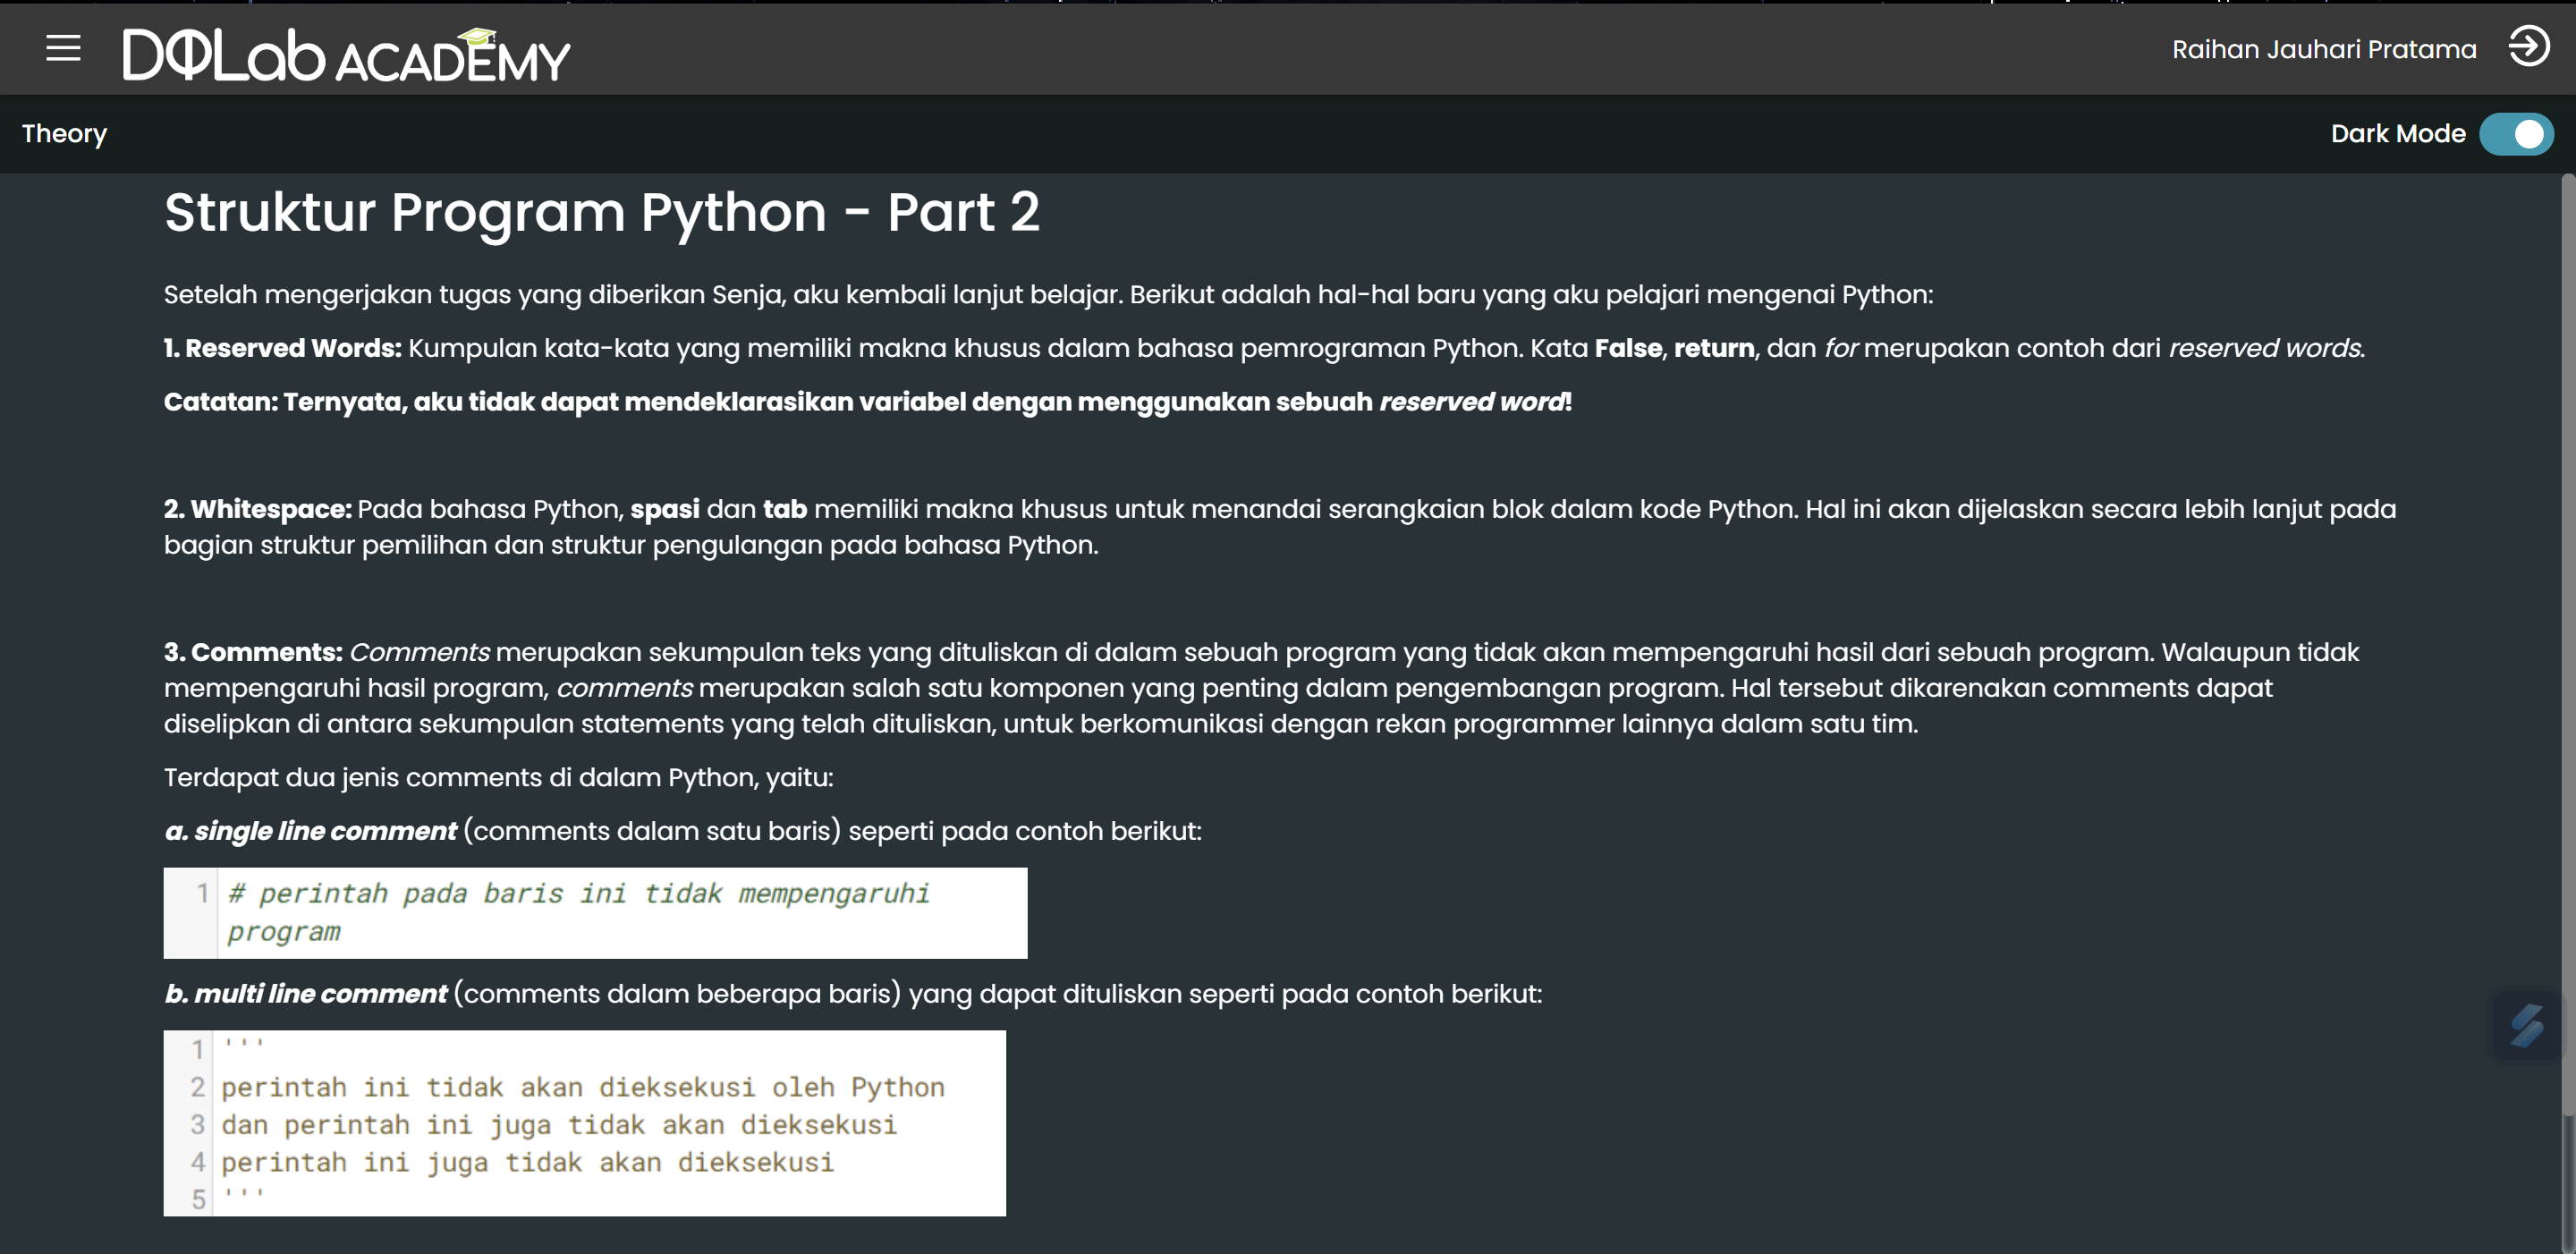 DQLab ACADEMY
Raihan Jauhari Pratama
Theory
Dark Mode
Struktur Program Python - Part 2
Setelah mengerjakan tugas yang diberikan Senja, aku kembali lanjut belajar. Berikut adalah hal-hal baru yang aku pelajari mengenai Python:
1. Reserved Words: Kumpulan kata-kata yang memiliki makna khusus dalam bahasa pemrograman Python. Kata False, return, dan for merupakan contoh dari reserved words.
Catatan: Ternyata, aku tidak dapat mendeklarasikan variabel dengan menggunakan sebuah reserved word!
2. Whitespace: Pada bahasa Python, spasi dan tab memiliki makna khusus untuk menandai serangkaian blok dalam kode Python. Hal ini akan dijelaskan secara lebih lanjut pada
bagian struktur pemilihan dan struktur pengulangan pada bahasa Python.
3. Comments: Comments merupakan sekumpulan teks yang dituliskan di dalam sebuah program yang tidak akan mempengaruhi hasil dari sebuah program. Walaupun tidak
mempengaruhi hasil program, comments merupakan salah satu komponen yang penting dalam pengembangan program. Hal tersebut dikarenakan comments dapat
diselipkan di antara sekumpulan statements yang telah dituliskan, untuk berkomunikasi dengan rekan programmer lainnya dalam satu tim.
Terdapat dua jenis comments di dalam Python, yaitu:
a. single line comment (comments dalam satu baris) seperti pada contoh berikut:
1 # perintah pada baris ini tidak mempengaruhi
program
b. multi line comment (comments dalam beberapa baris) yang dapat dituliskan seperti pada contoh berikut:
1 '''
2 perintah ini tidak akan dieksekusi oleh Python
3 dan perintah ini juga tidak akan dieksekusi
4 perintah ini juga tidak akan dieksekusi
5 '''